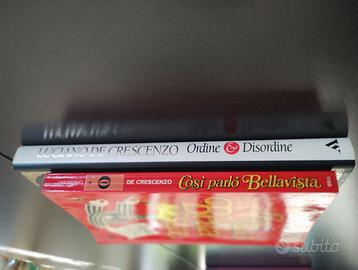 LUCIANO DE CRESCENZO Ordine & Disordine
DE CRESCENZO Così parlò Bellavista
subito